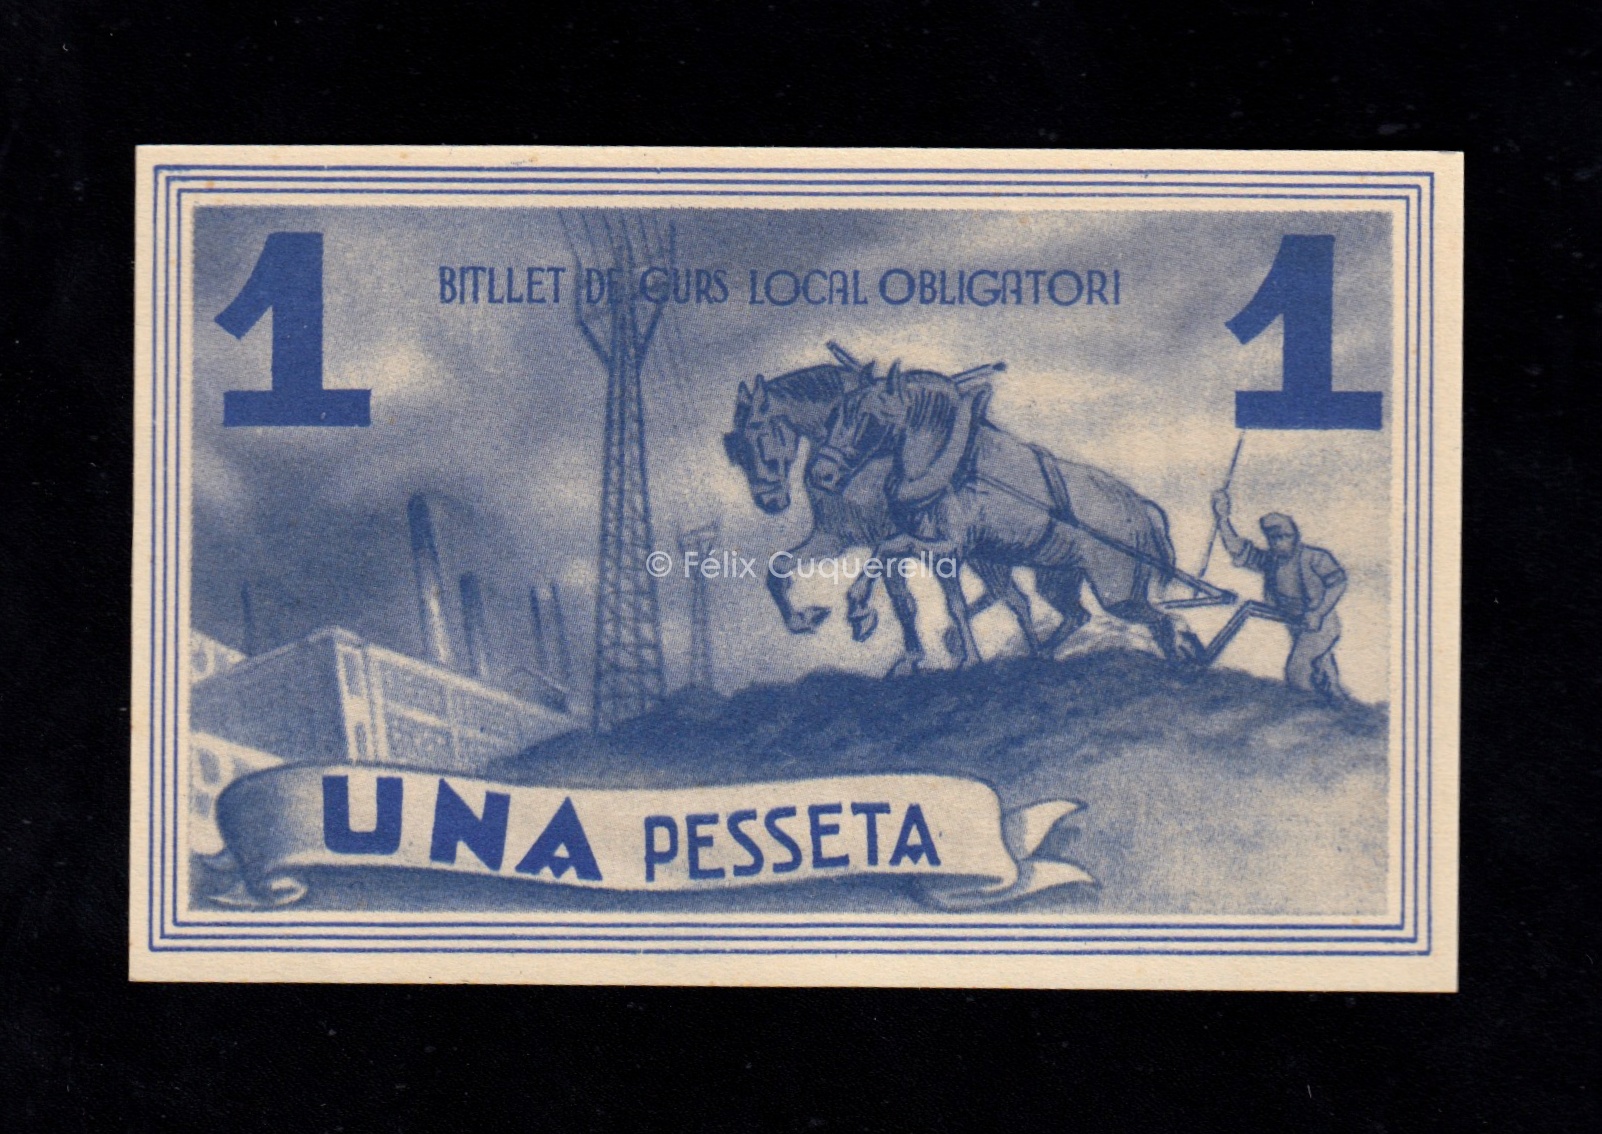 1 1
BITLLET DE CURS LOCAL OBLIGATORI
© Félix Cuquerella
UNA PESSETA